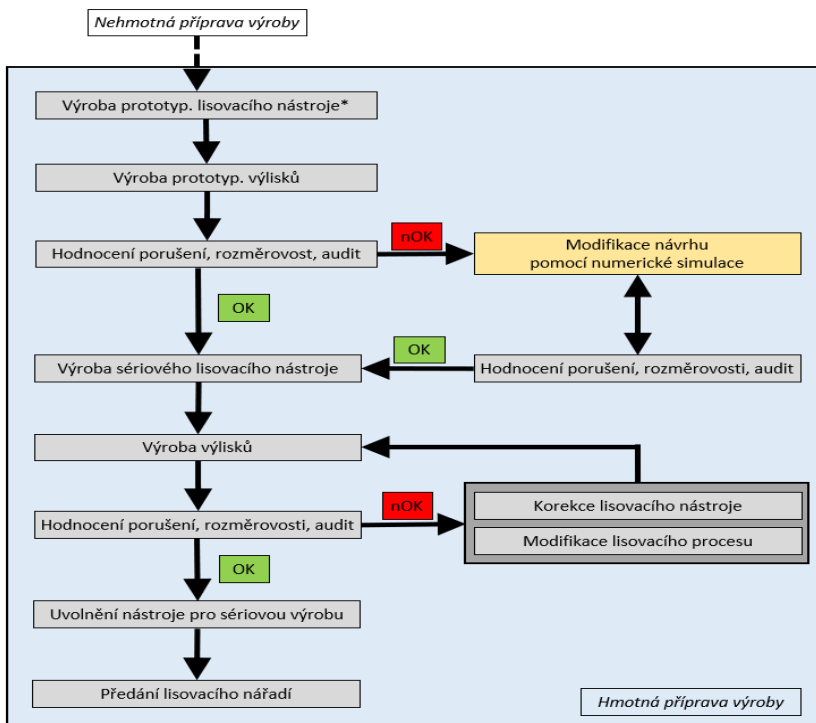 Nehmotná příprava výroby
Výroba prototyp. lisovacího nástroje*
Výroba prototyp. výlisků
Hodnocení porušení, rozměrovost, audit
nOK
Modifikace návrhu
pomocí numerické simulace
OK
OK
Výroba sériového lisovacího nástroje
Hodnocení porušení, rozměrovosti, audit
Výroba výlisků
Hodnocení porušení, rozměrovosti, audit
nOK
Korekce lisovacího nástroje
Modifikace lisovacího procesu
OK
Uvolnění nástroje pro sériovou výrobu
Předání lisovacího nářadí
Hmotná příprava výroby